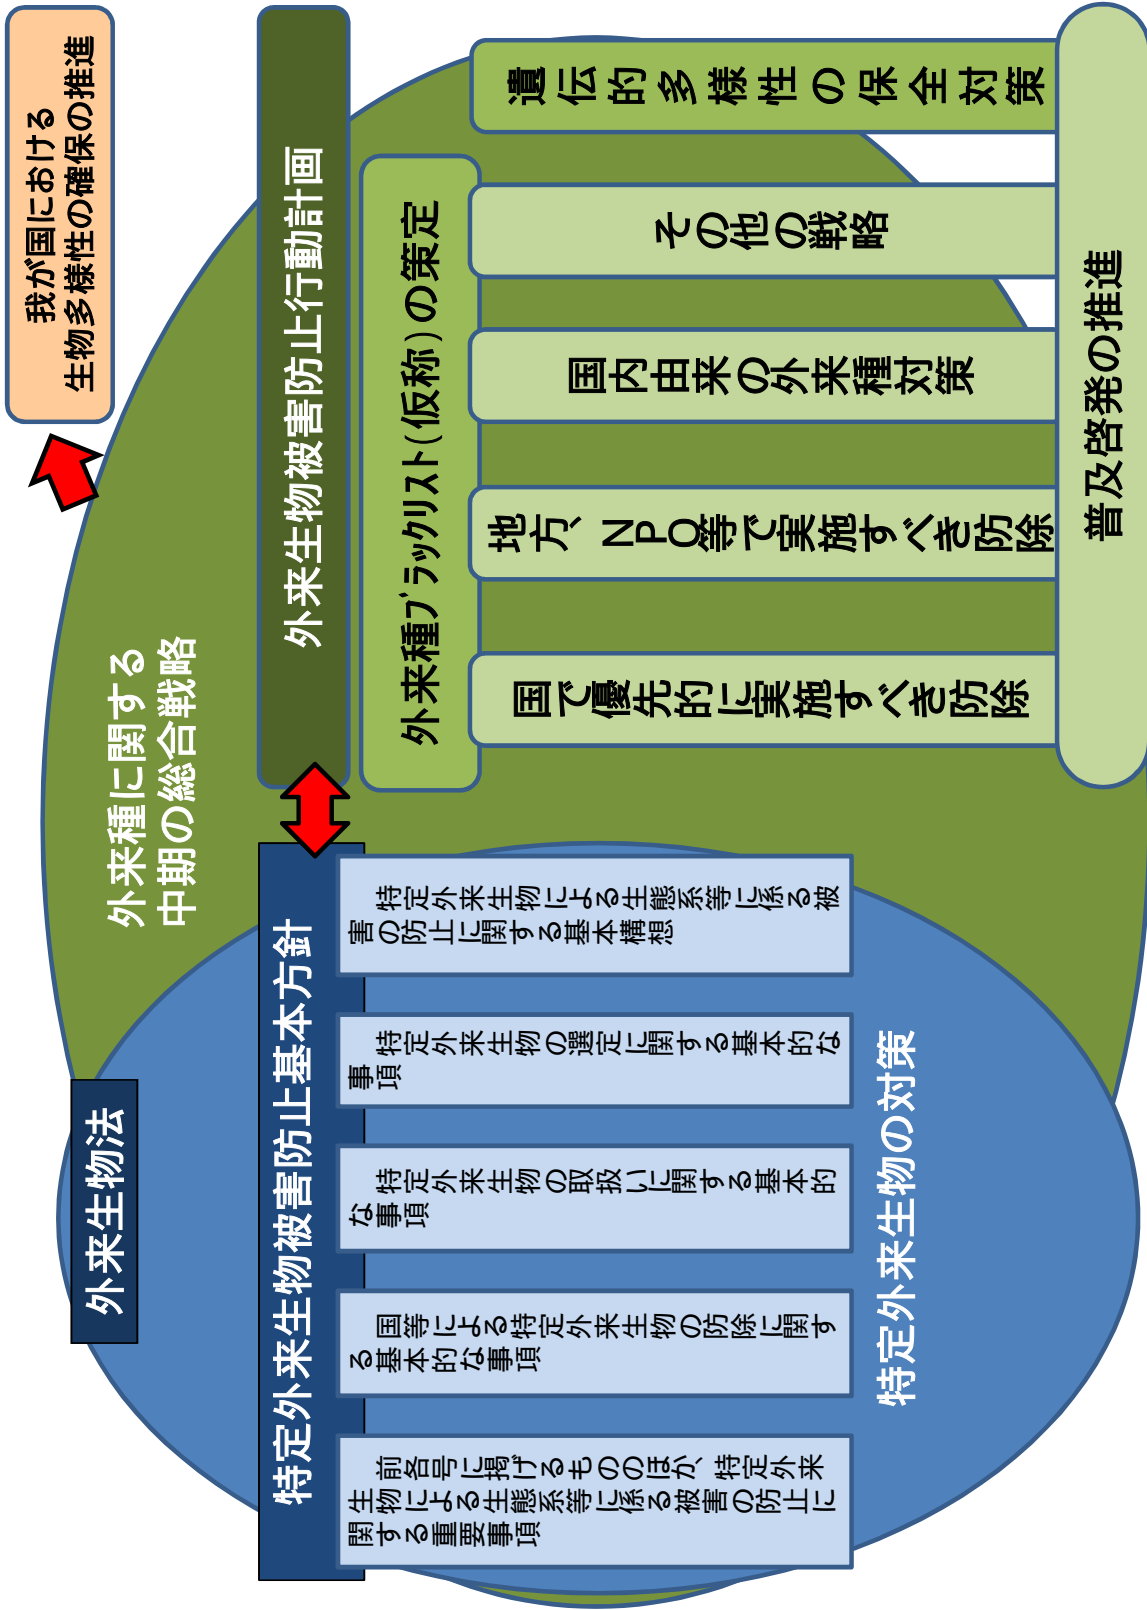 我が国における
生物多様性の確保の推進
外来種に関する
中期の総合戦略
外来生物法
特定外来生物被害防止基本方針
外来生物被害防止行動計画
前各号に掲げるもののほか、特定外来
生物による生態系等に係る被害の防止に
関する重要事項
国等による特定外来生物の防除に関す
る基本的な事項
特定外来生物の取扱いに関する基本的
な事項
特定外来生物の選定に関する基本的な
事項
特定外来生物による生態系等に係る被
害の防止に関する基本構想
特定外来生物の対策
外来種ブラックリスト(仮称)の策定
国で優先的に実施すべき防除
地方、NPO等で実施すべき防除
国内由来の外来種対策
その他の戦略
遺伝的多様性の保全対策
普及啓発の推進